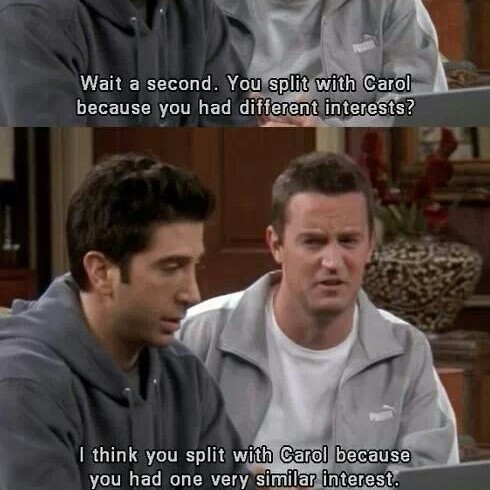 Wait a second. You split with Carol
because you had different interests?
I think you split with Carol because
you had one very similar interest.